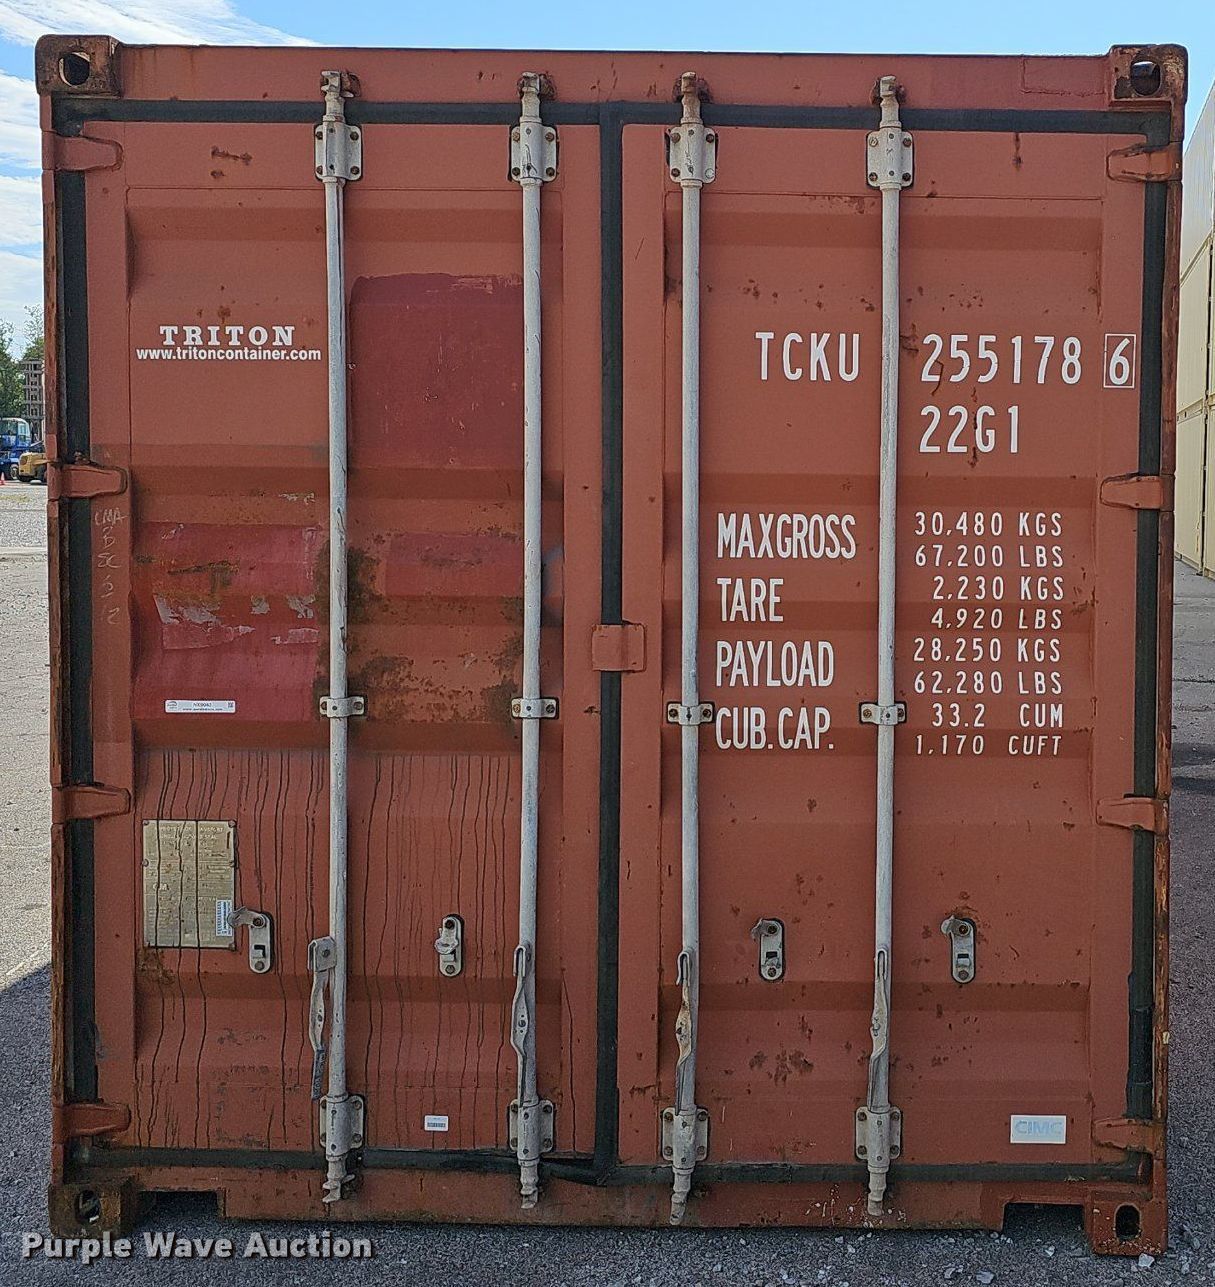 TRITON
www.tritoncontainer.com
TCKU 255178 6
22G1
MAXGROSS 30,480 KGS
67,200 LBS
TARE 2,230 KGS
4,920 LBS
PAYLOAD 28,250 KGS
62,280 LBS
CUB.CAP. 33.2 CUM
1,170 CUFT
CMA
CIMC
Purple Wave Auction